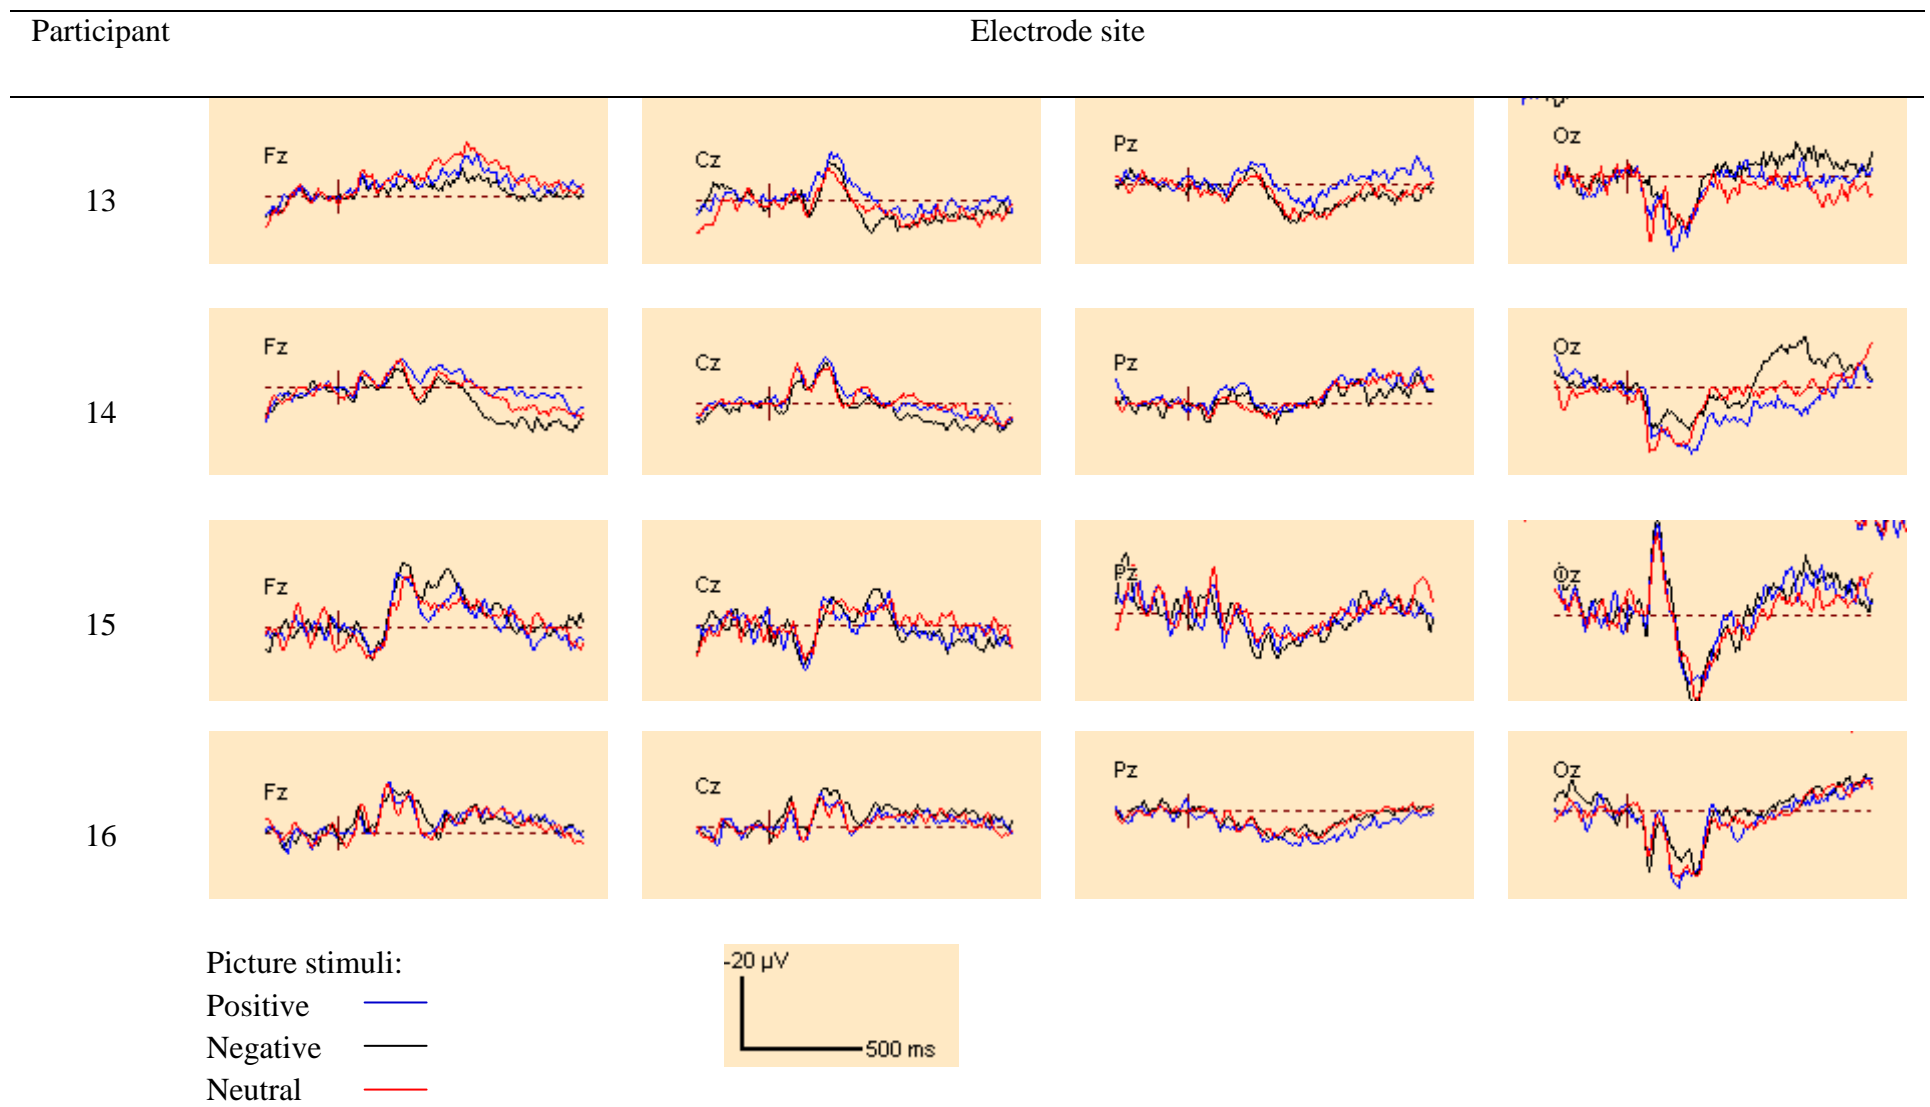 Participant Electrode site
Fz Cz Pz Oz
13
Fz Cz Pz Oz
14
Fz Cz Pz Oz
15
Fz Cz Pz Oz
16
Picture stimuli:
Positive
Negative
Neutral
-20 µV
500 ms